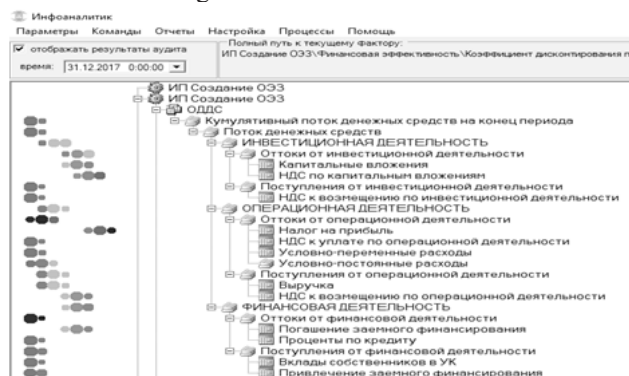 Инфоаналитик
Параметры Команды Отчеты Настройка Процессы Помощь
отображать результаты аудита
Полный путь к текущему фактору:
ИП Создание ОЭЗ\Финансовая эффективность\Коэффициент дисконтирования п
время: 31.12.2017 0:00:00
ИП Создание ОЭЗ
ИП Создание ОЭЗ
ОДДС
Кумулятивный поток денежных средств на конец периода
Поток денежных средств
ИНВЕСТИЦИОННАЯ ДЕЯТЕЛЬНОСТЬ
Оттоки от инвестиционной деятельности
Капитальные вложения
НДС по капитальным вложениям
Поступления от инвестиционной деятельности
НДС к возмещению по инвестиционной деятельности
ОПЕРАЦИОННАЯ ДЕЯТЕЛЬНОСТЬ
Оттоки от операционной деятельности
Налог на прибыль
НДС к уплате по операционной деятельности
Условно-переменные расходы
Условно-постоянные расходы
Поступления от операционной деятельности
Выручка
НДС к возмещению по операционной деятельности
ФИНАНСОВАЯ ДЕЯТЕЛЬНОСТЬ
Оттоки от финансовой деятельности
Погашение заемного финансирования
Проценты по кредиту
Поступления от финансовой деятельности
Вклады собственников в УК
Привлечение заемного финансирования